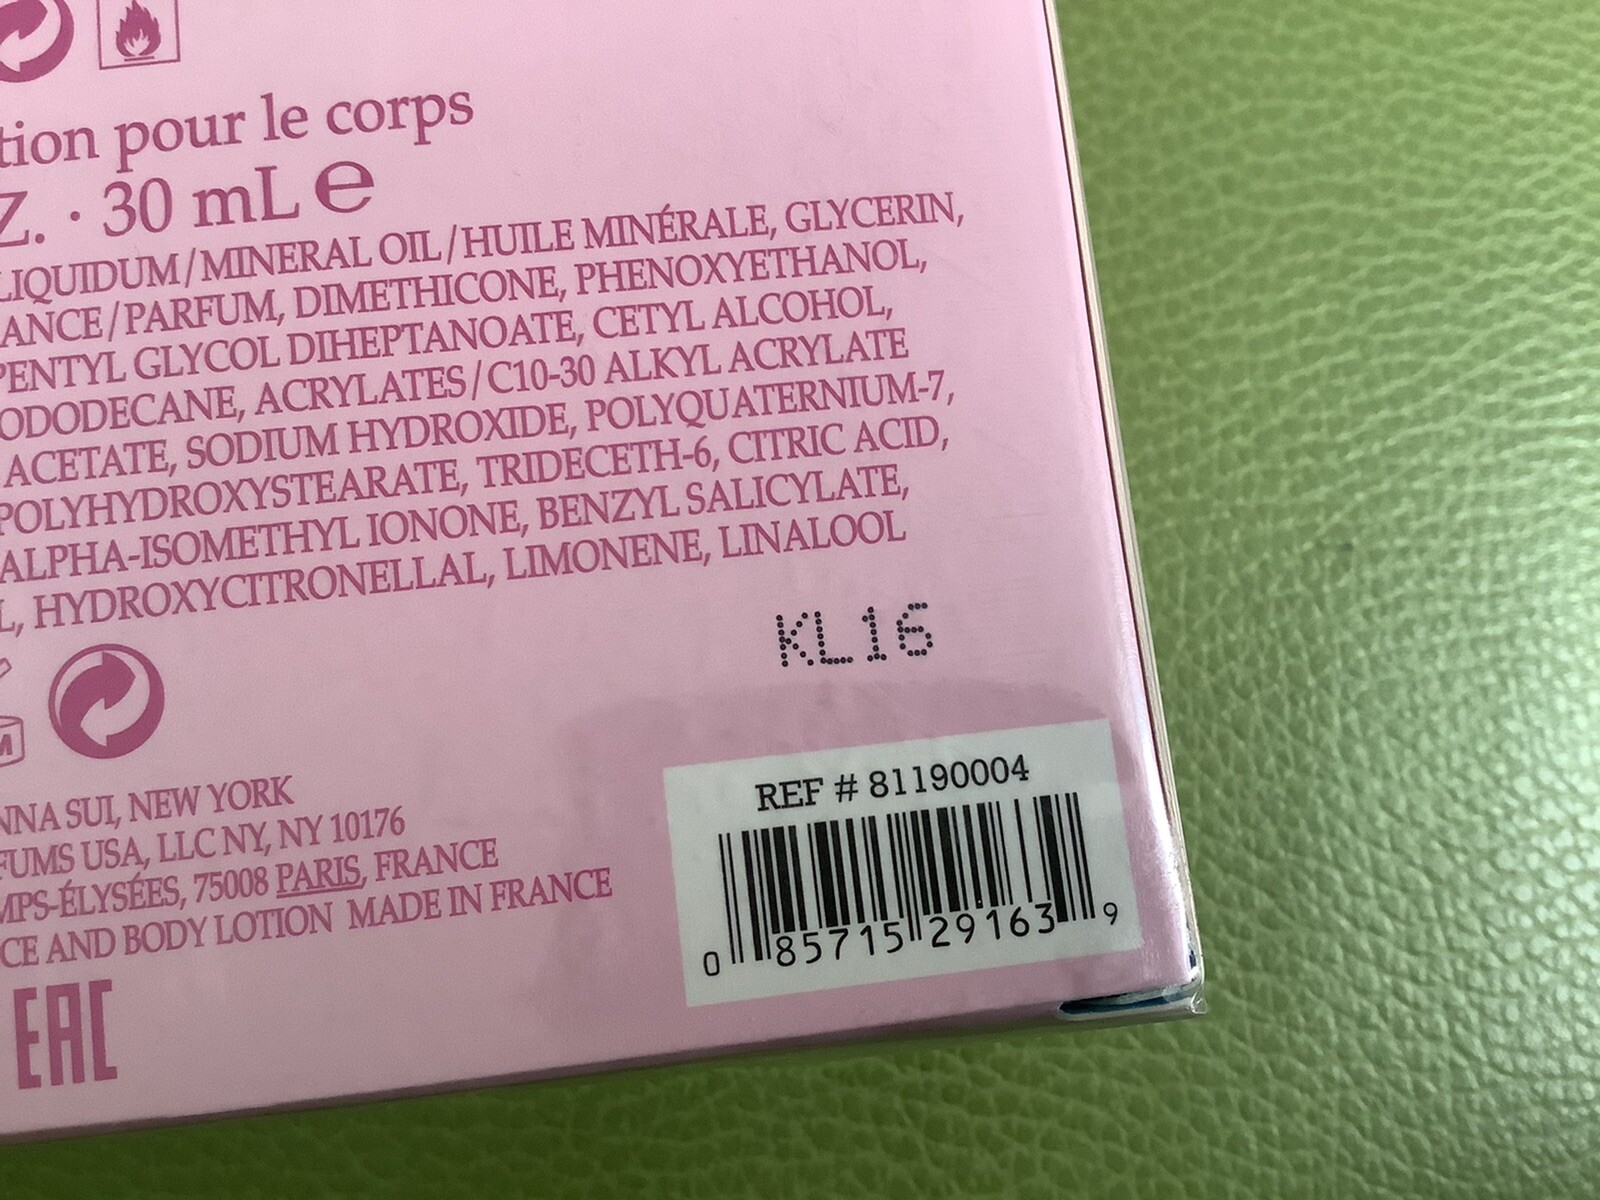 tion pour le corps
Z. · 30 mL ℮
LIQUIDUM/MINERAL OIL/HUILE MINÉRALE, GLYCERIN,
ANCE/PARFUM, DIMETHICONE, PHENOXYETHANOL,
PENTYL GLYCOL DIHEPTANOATE, CETYL ALCOHOL,
ODODECANE, ACRYLATES/C10-30 ALKYL ACRYLATE
ACETATE, SODIUM HYDROXIDE, POLYQUATERNIUM-7,
POLYHYDROXYSTEARATE, TRIDECETH-6, CITRIC ACID,
ALPHA-ISOMETHYL IONONE, BENZYL SALICYLATE,
L, HYDROXYCITRONELLAL, LIMONENE, LINALOOL
KL16
M
NNA SUI, NEW YORK
FUMS USA, LLC NY, NY 10176
MPS-ÉLYSÉES, 75008 PARIS, FRANCE
CE AND BODY LOTION MADE IN FRANCE
EAC
REF # 81190004
0 85715 29163 9